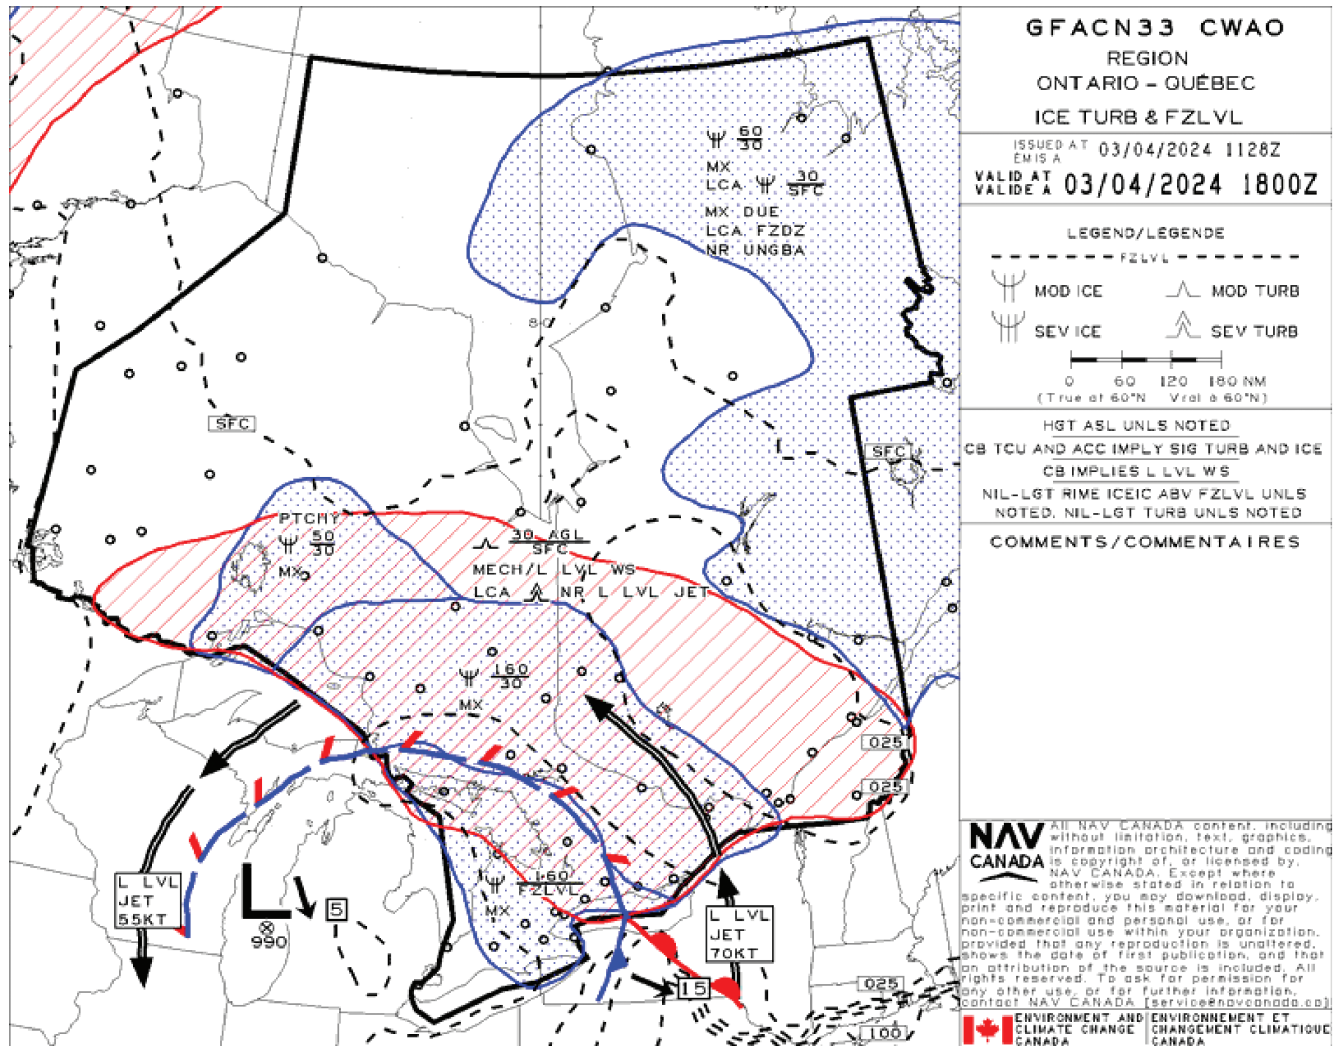 GFACN33 CWAO
REGION
ONTARIO - QUÉBEC
ICE TURB & FZLVL
ISSUED AT
ÉMIS A
03/04/2024 1128Z
VALID AT
VALIDE A
03/04/2024 1800Z
LEGEND/LÉGENDE
FZLVL
MOD ICE
MOD TURB
SEV ICE
SEV TURB
0 60 120 180 NM
(True at 60°N Vrai à 60°N)
HGT ASL UNLS NOTED
CB TCU AND ACC IMPLY SIG TURB AND ICE
CB IMPLIES L LVL WS
NIL-LGT RIME ICEIC ABV FZLVL UNLS
NOTED. NIL-LGT TURB UNLS NOTED
COMMENTS/COMMENTAIRES
60
30
MX
LCA
30
SFC
MX DUE
LCA FZDZ
NR UNGBA
80
SFC
SFC
PTCHY
50
30
MX
30 AGL
SFC
MECH/L LVL WS
LCA
NR L LVL JET
160
30
MX
025
025
160
FZLVL
MX
L LVL
JET
55KT
L
990
5
L LVL
JET
70KT
15
025
100
NAV
CANADA
All NAV CANADA content, including
without limitation, text, graphics,
information architecture and coding
is copyright of, or licensed by,
NAV CANADA. Except where
otherwise stated in relation to
specific content, you may download, display,
print and reproduce this material for your
non-commercial and personal use, or for
non-commercial use within your organization,
provided that any reproduction is unaltered,
shows the date of first publication, and that
an attribution of the source is included. All
rights reserved. To ask for permission for
any other use, or for further information,
contact NAV CANADA [service@navcanada.ca]
ENVIRONMENT AND
CLIMATE CHANGE
CANADA
ENVIRONNEMENT ET
CHANGEMENT CLIMATIQUE
CANADA